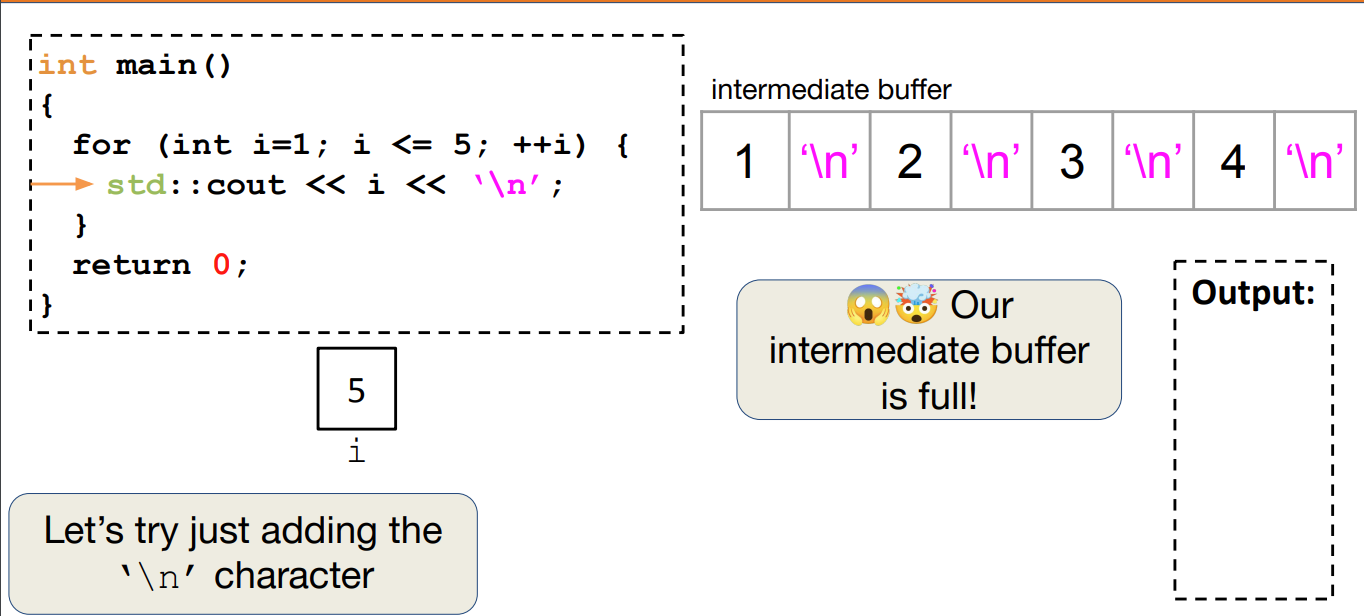 int main()
{
for (int i=1; i <= 5; ++i) {
std::cout << i << ‘\n’;
}
return 0;
}
5
i
Let’s try just adding the
‘\n’ character
intermediate buffer
1 ‘\n’ 2 ‘\n’ 3 ‘\n’ 4 ‘\n’
😱🤯 Our
intermediate buffer
is full!
Output: